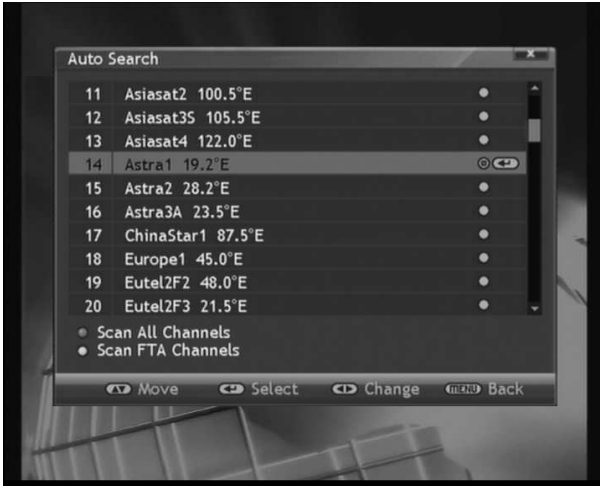 Auto Search
x
11 Asiasat2 100.5°E
12 Asiasat3S 105.5°E
13 Asiasat4 122.0°E
14 Astra1 19.2°E
15 Astra2 28.2°E
16 Astra3A 23.5°E
17 ChinaStar1 87.5°E
18 Europe1 45.0°E
19 Eutel2F2 48.0°E
20 Eutel2F3 21.5°E
Scan All Channels
Scan FTA Channels
Move Select Change MENU Back